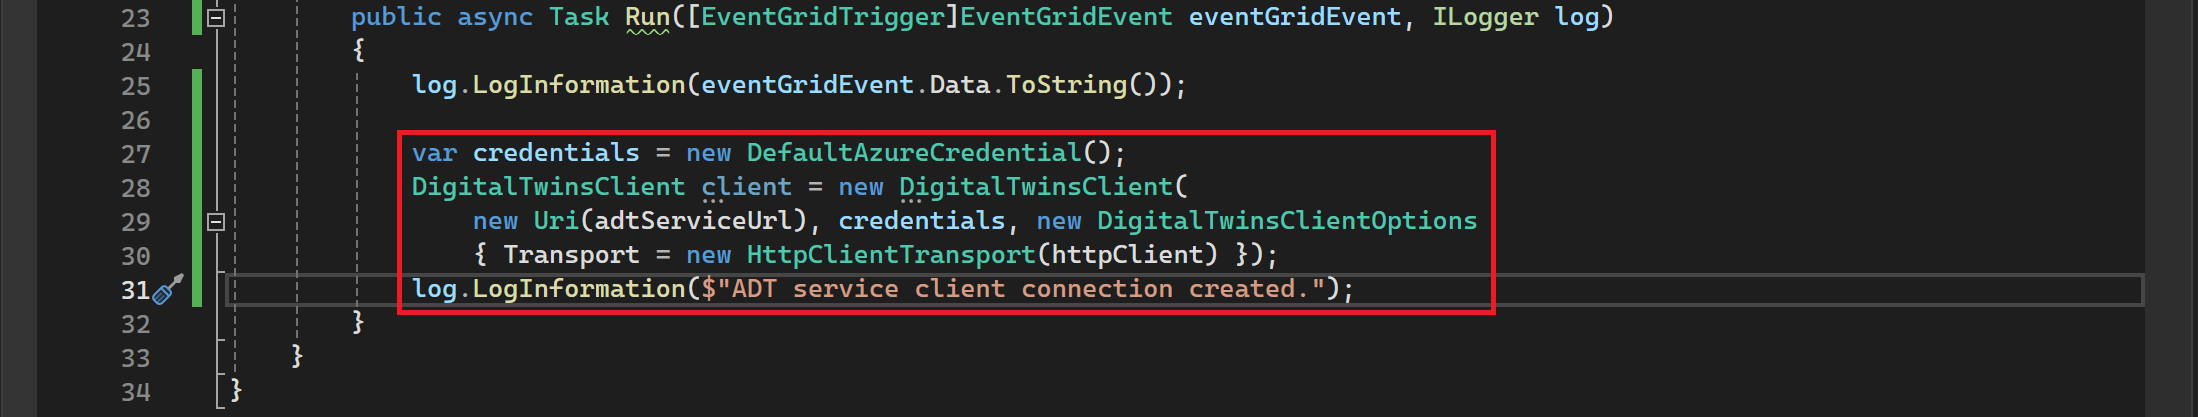 23 public async Task Run([EventGridTrigger]EventGridEvent eventGridEvent, ILogger log)
24 {
25 log.LogInformation(eventGridEvent.Data.ToString());
26
27 var credentials = new DefaultAzureCredential();
28 DigitalTwinsClient client = new DigitalTwinsClient(
29 new Uri(adtServiceUrl), credentials, new DigitalTwinsClientOptions
30 { Transport = new HttpClientTransport(httpClient) });
31 log.LogInformation($"ADT service client connection created.");
32 }
33 }
34 }